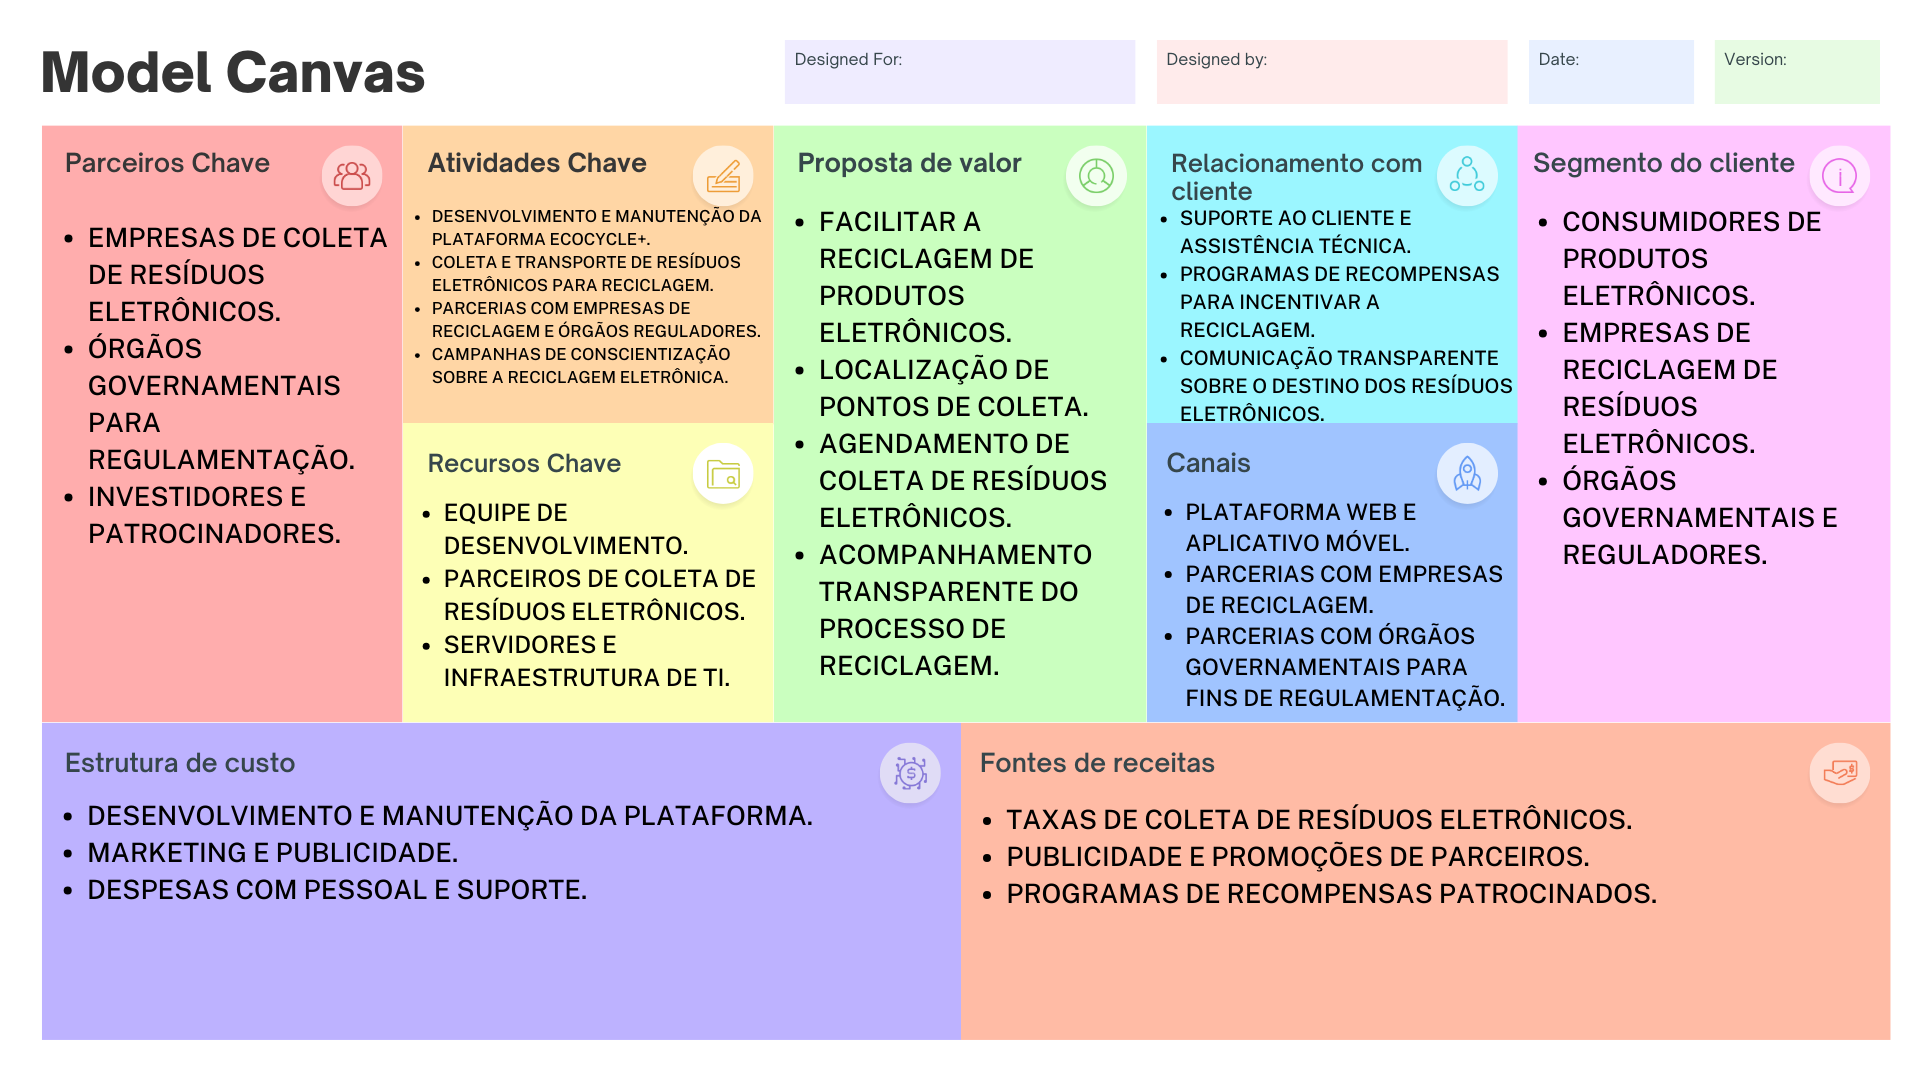 Model Canvas
Designed For:
Designed by:
Date:
Version:
Parceiros Chave
EMPRESAS DE COLETA
DE RESÍDUOS
ELETRÔNICOS.
ÓRGÃOS
GOVERNAMENTAIS
PARA
REGULAMENTAÇÃO.
INVESTIDORES E
PATROCINADORES.
Atividades Chave
DESENVOLVIMENTO E MANUTENÇÃO DA
PLATAFORMA ECOCYCLE+.
COLETA E TRANSPORTE DE RESÍDUOS
ELETRÔNICOS PARA RECICLAGEM.
PARCERIAS COM EMPRESAS DE
RECICLAGEM E ÓRGÃOS REGULADORES.
CAMPANHAS DE CONSCIENTIZAÇÃO
SOBRE A RECICLAGEM ELETRÔNICA.
Recursos Chave
EQUIPE DE
DESENVOLVIMENTO.
PARCEIROS DE COLETA DE
RESÍDUOS ELETRÔNICOS.
SERVIDORES E
INFRAESTRUTURA DE TI.
Proposta de valor
FACILITAR A
RECICLAGEM DE
PRODUTOS
ELETRÔNICOS.
LOCALIZAÇÃO DE
PONTOS DE COLETA.
AGENDAMENTO DE
COLETA DE RESÍDUOS
ELETRÔNICOS.
ACOMPANHAMENTO
TRANSPARENTE DO
PROCESSO DE
RECICLAGEM.
Relacionamento com
cliente
SUPORTE AO CLIENTE E
ASSISTÊNCIA TÉCNICA.
PROGRAMAS DE RECOMPENSAS
PARA INCENTIVAR A
RECICLAGEM.
COMUNICAÇÃO TRANSPARENTE
SOBRE O DESTINO DOS RESÍDUOS
ELETRÔNICOS.
Canais
PLATAFORMA WEB E
APLICATIVO MÓVEL.
PARCERIAS COM EMPRESAS
DE RECICLAGEM.
PARCERIAS COM ÓRGÃOS
GOVERNAMENTAIS PARA
FINS DE REGULAMENTAÇÃO.
Segmento do cliente
CONSUMIDORES DE
PRODUTOS
ELETRÔNICOS.
EMPRESAS DE
RECICLAGEM DE
RESÍDUOS
ELETRÔNICOS.
ÓRGÃOS
GOVERNAMENTAIS E
REGULADORES.
Estrutura de custo
DESENVOLVIMENTO E MANUTENÇÃO DA PLATAFORMA.
MARKETING E PUBLICIDADE.
DESPESAS COM PESSOAL E SUPORTE.
Fontes de receitas
TAXAS DE COLETA DE RESÍDUOS ELETRÔNICOS.
PUBLICIDADE E PROMOÇÕES DE PARCEIROS.
PROGRAMAS DE RECOMPENSAS PATROCINADOS.